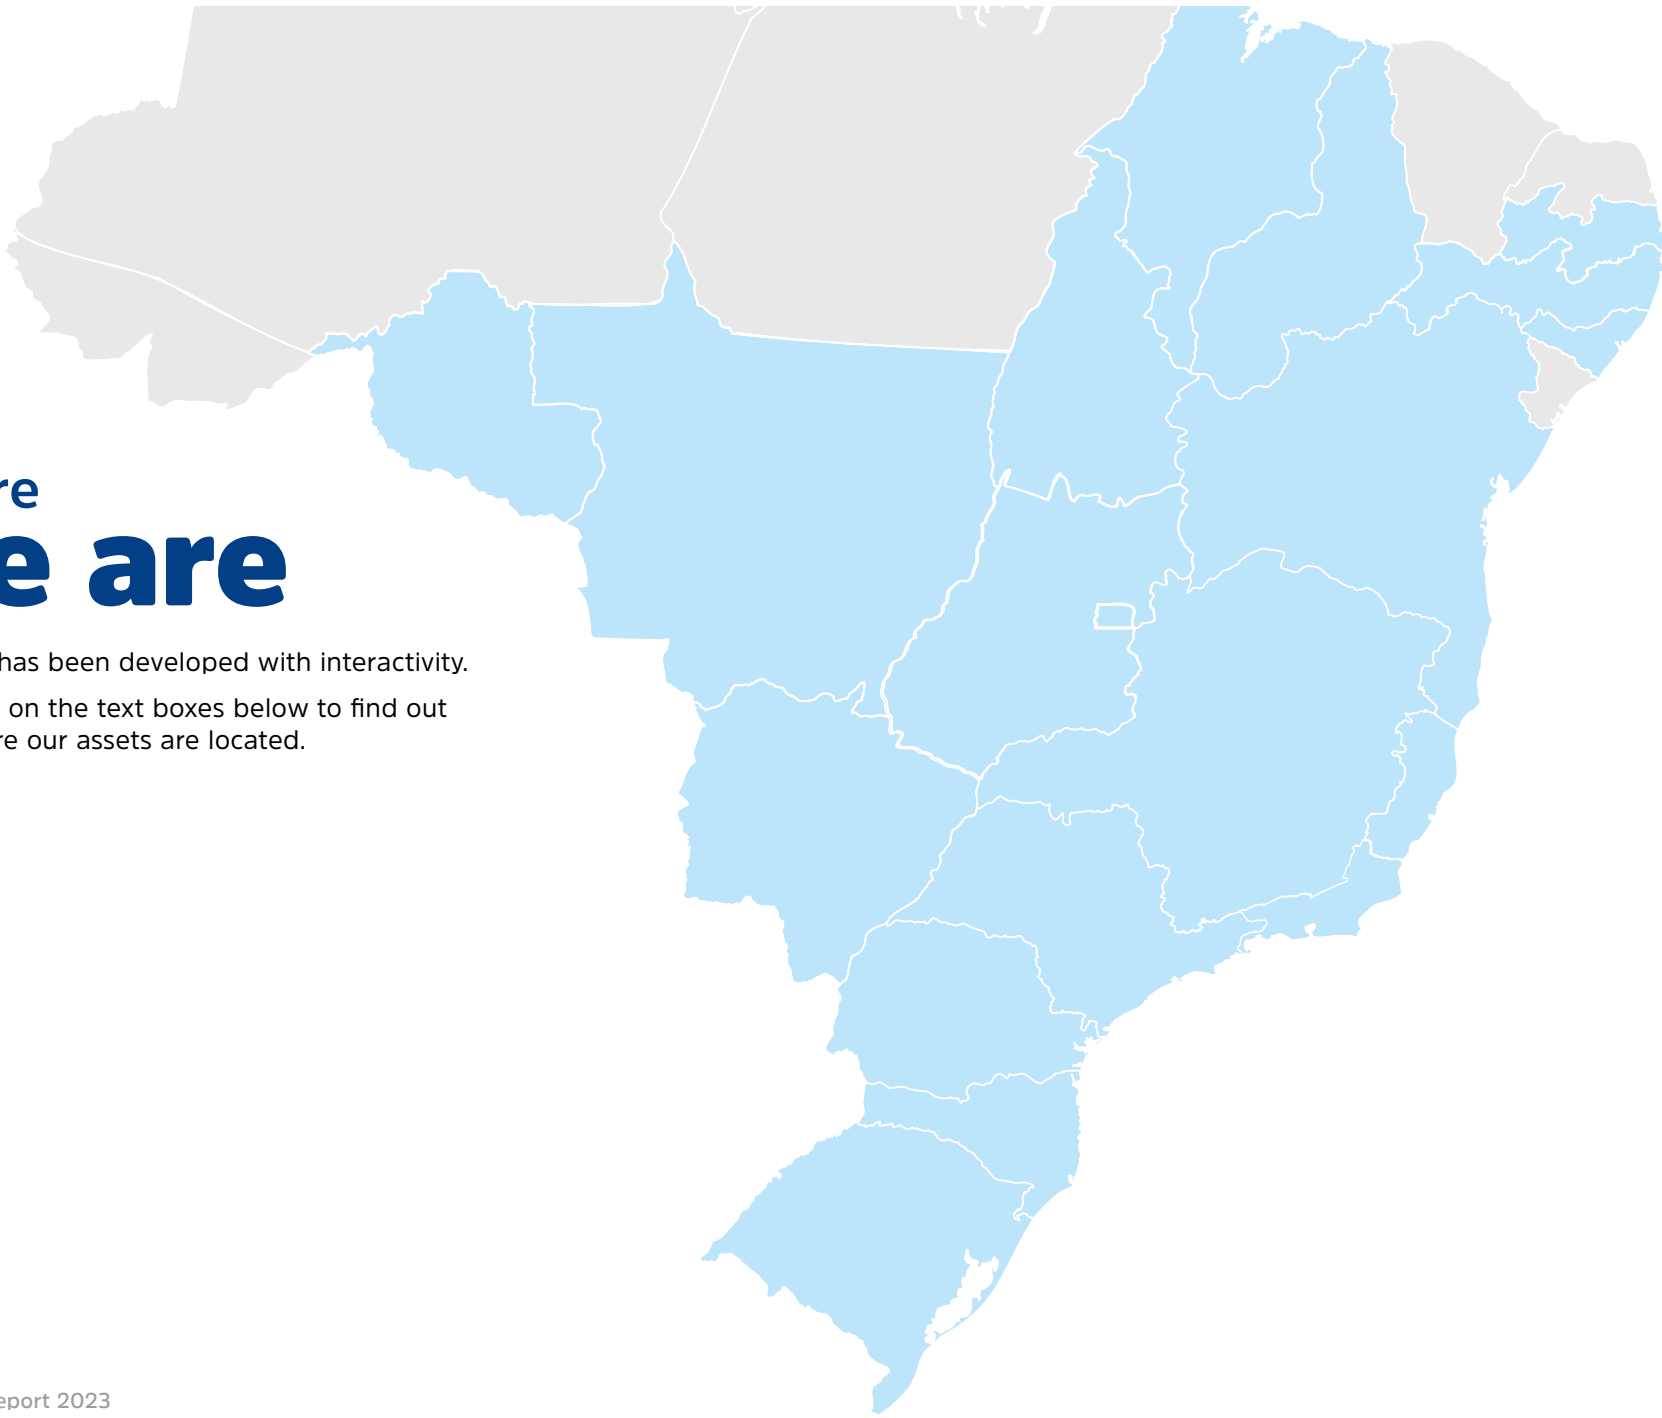 re
e are
has been developed with interactivity.
on the text boxes below to find out
re our assets are located.
eport 2023